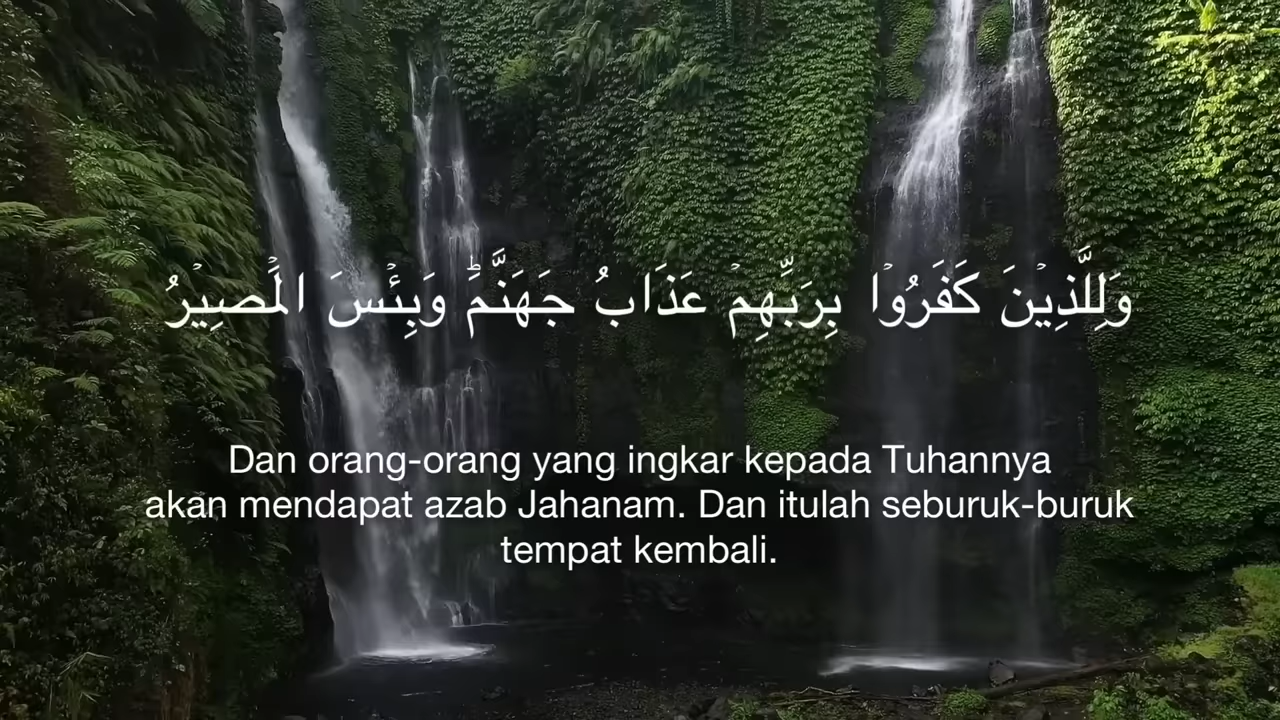 وَلِلَّذِيْنَ كَفَرُوْا بِرَبِّهِمْ عَذَابُ جَهَنَّمَۗ وَبِئْسَ الْمَصِيْرُ
Dan orang-orang yang ingkar kepada Tuhannya
akan mendapat azab Jahanam. Dan itulah seburuk-buruk
tempat kembali.